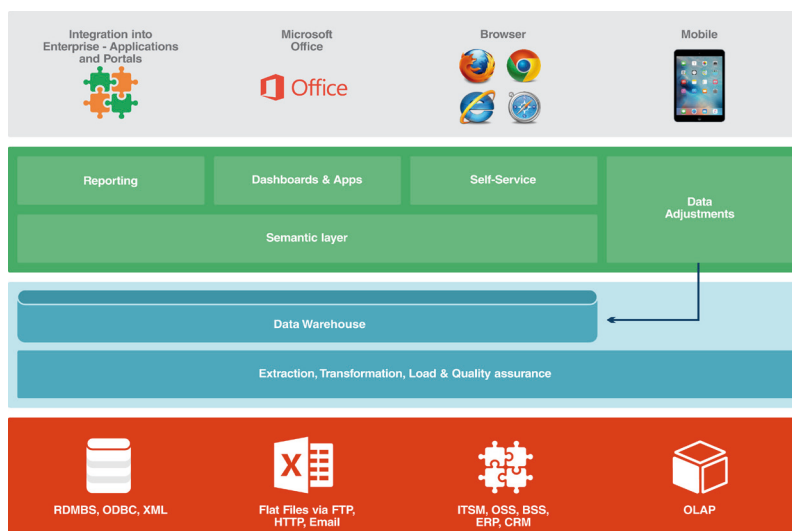 Integration into
Enterprise - Applications
and Portals
Microsoft
Office
Office
Browser
Mobile
Reporting
Dashboards & Apps
Self-Service
Data
Adjustments
Semantic layer
Data Warehouse
Extraction, Transformation, Load & Quality assurance
X
RDMBS, ODBC, XML
Flat Files via FTP,
HTTP, Email
ITSM, OSS, BSS,
ERP, CRM
OLAP